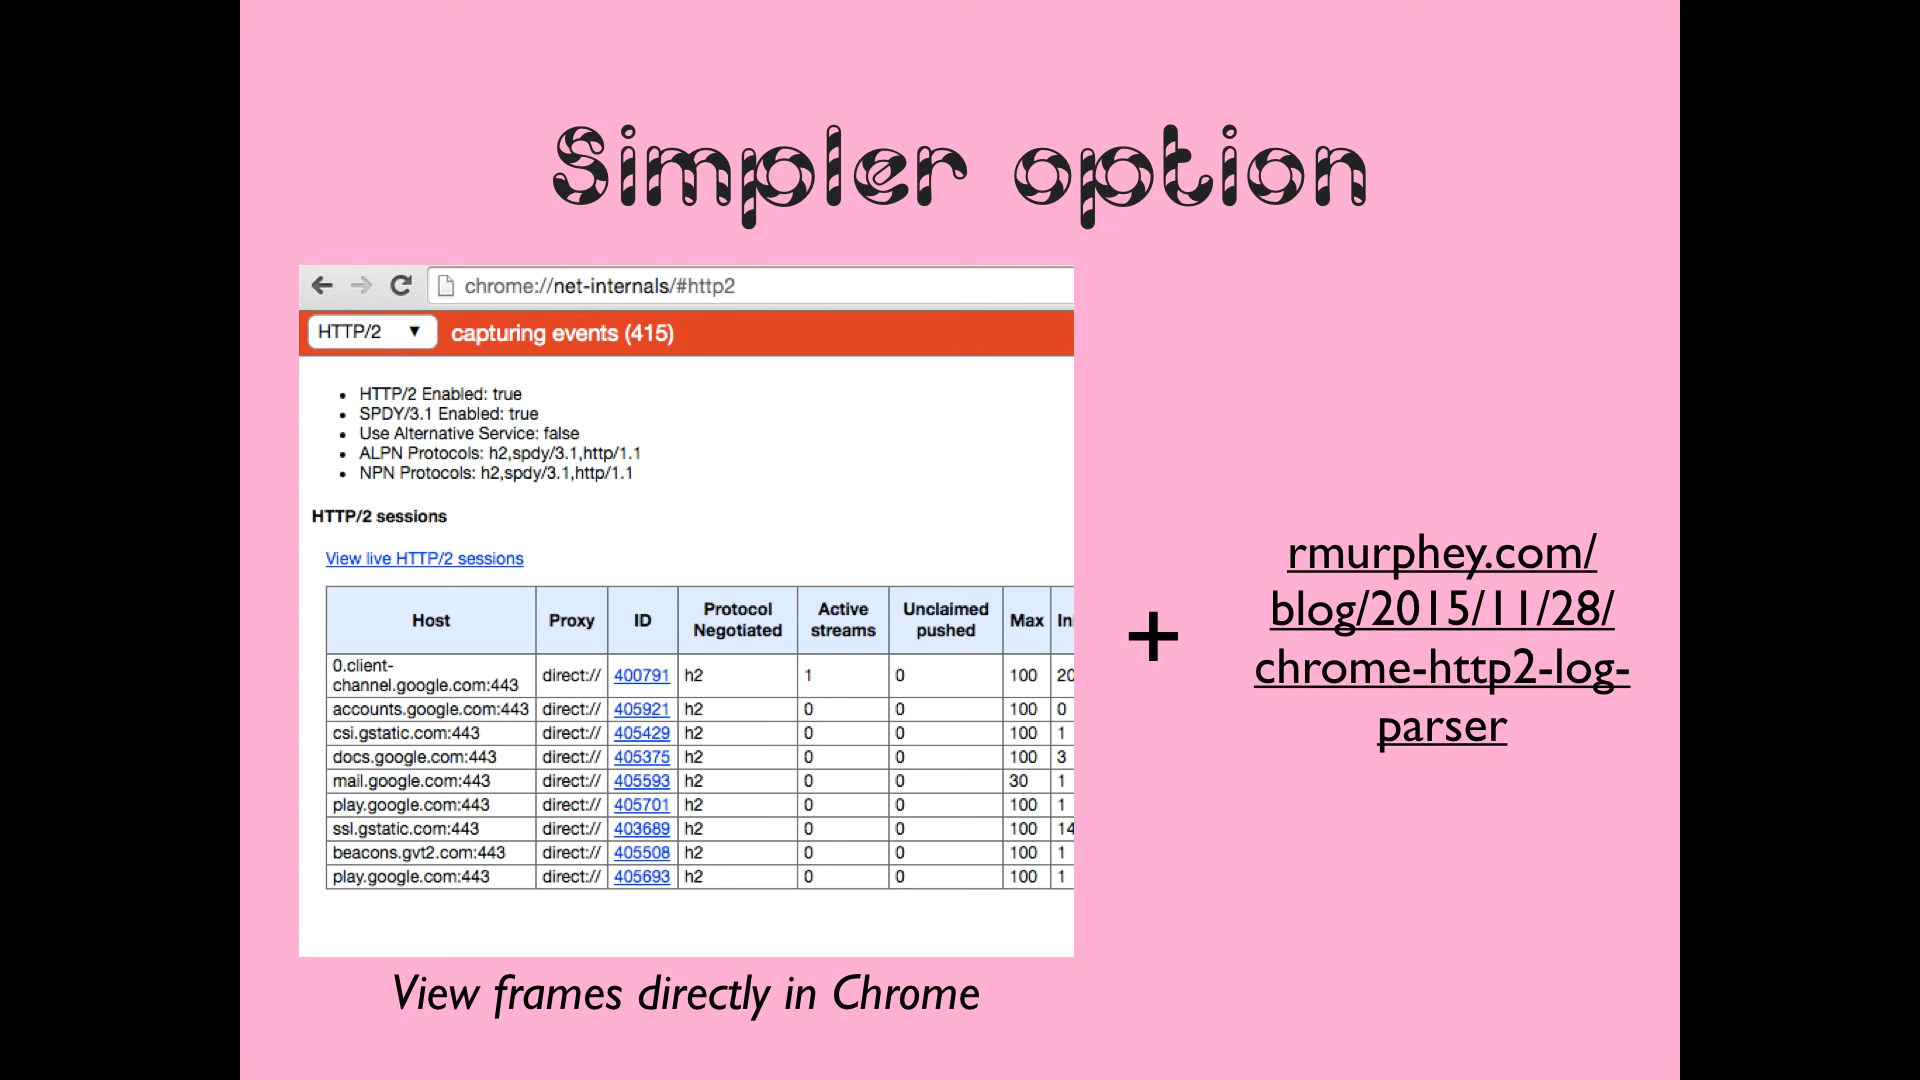 Simpler option
chrome://net-internals/#http2
HTTP/2 ▼ capturing events (415)
• HTTP/2 Enabled: true
• SPDY/3.1 Enabled: true
• Use Alternative Service: false
• ALPN Protocols: h2,spdy/3.1,http/1.1
• NPN Protocols: h2,spdy/3.1,http/1.1
HTTP/2 sessions
View live HTTP/2 sessions
Host Proxy ID Protocol Negotiated Active streams Unclaimed pushed Max
0.client-channel.google.com:443 direct:// 400791 h2 1 0 100 20
accounts.google.com:443 direct:// 405921 h2 0 0 100 0
csi.gstatic.com:443 direct:// 405429 h2 0 0 100 1
docs.google.com:443 direct:// 405375 h2 0 0 100 3
mail.google.com:443 direct:// 405593 h2 0 0 30 1
play.google.com:443 direct:// 405701 h2 0 0 100 1
ssl.gstatic.com:443 direct:// 403689 h2 0 0 100 14
beacons.gvt2.com:443 direct:// 405508 h2 0 0 100 1
play.google.com:443 direct:// 405693 h2 0 0 100 1
View frames directly in Chrome
+
rmurphey.com/
blog/2015/11/28/
chrome-http2-log-
parser